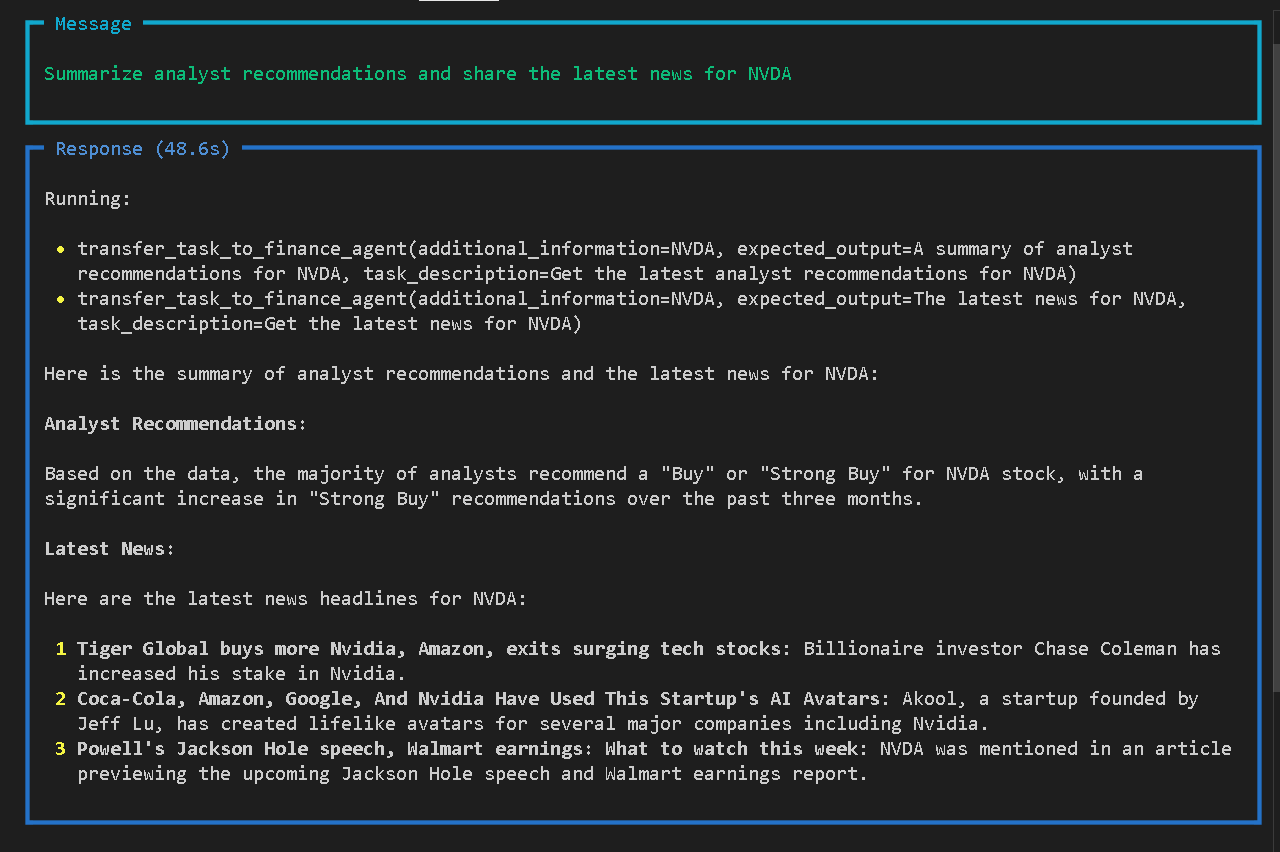 Message
Summarize analyst recommendations and share the latest news for NVDA
Response (48.6s)
Running:
• transfer_task_to_finance_agent(additional_information=NVDA, expected_output=A summary of analyst
recommendations for NVDA, task_description=Get the latest analyst recommendations for NVDA)
• transfer_task_to_finance_agent(additional_information=NVDA, expected_output=The latest news for NVDA,
task_description=Get the latest news for NVDA)
Here is the summary of analyst recommendations and the latest news for NVDA:
Analyst Recommendations:
Based on the data, the majority of analysts recommend a "Buy" or "Strong Buy" for NVDA stock, with a
significant increase in "Strong Buy" recommendations over the past three months.
Latest News:
Here are the latest news headlines for NVDA:
1 Tiger Global buys more Nvidia, Amazon, exits surging tech stocks: Billionaire investor Chase Coleman has
increased his stake in Nvidia.
2 Coca-Cola, Amazon, Google, And Nvidia Have Used This Startup's AI Avatars: Akool, a startup founded by
Jeff Lu, has created lifelike avatars for several major companies including Nvidia.
3 Powell's Jackson Hole speech, Walmart earnings: What to watch this week: NVDA was mentioned in an article
previewing the upcoming Jackson Hole speech and Walmart earnings report.